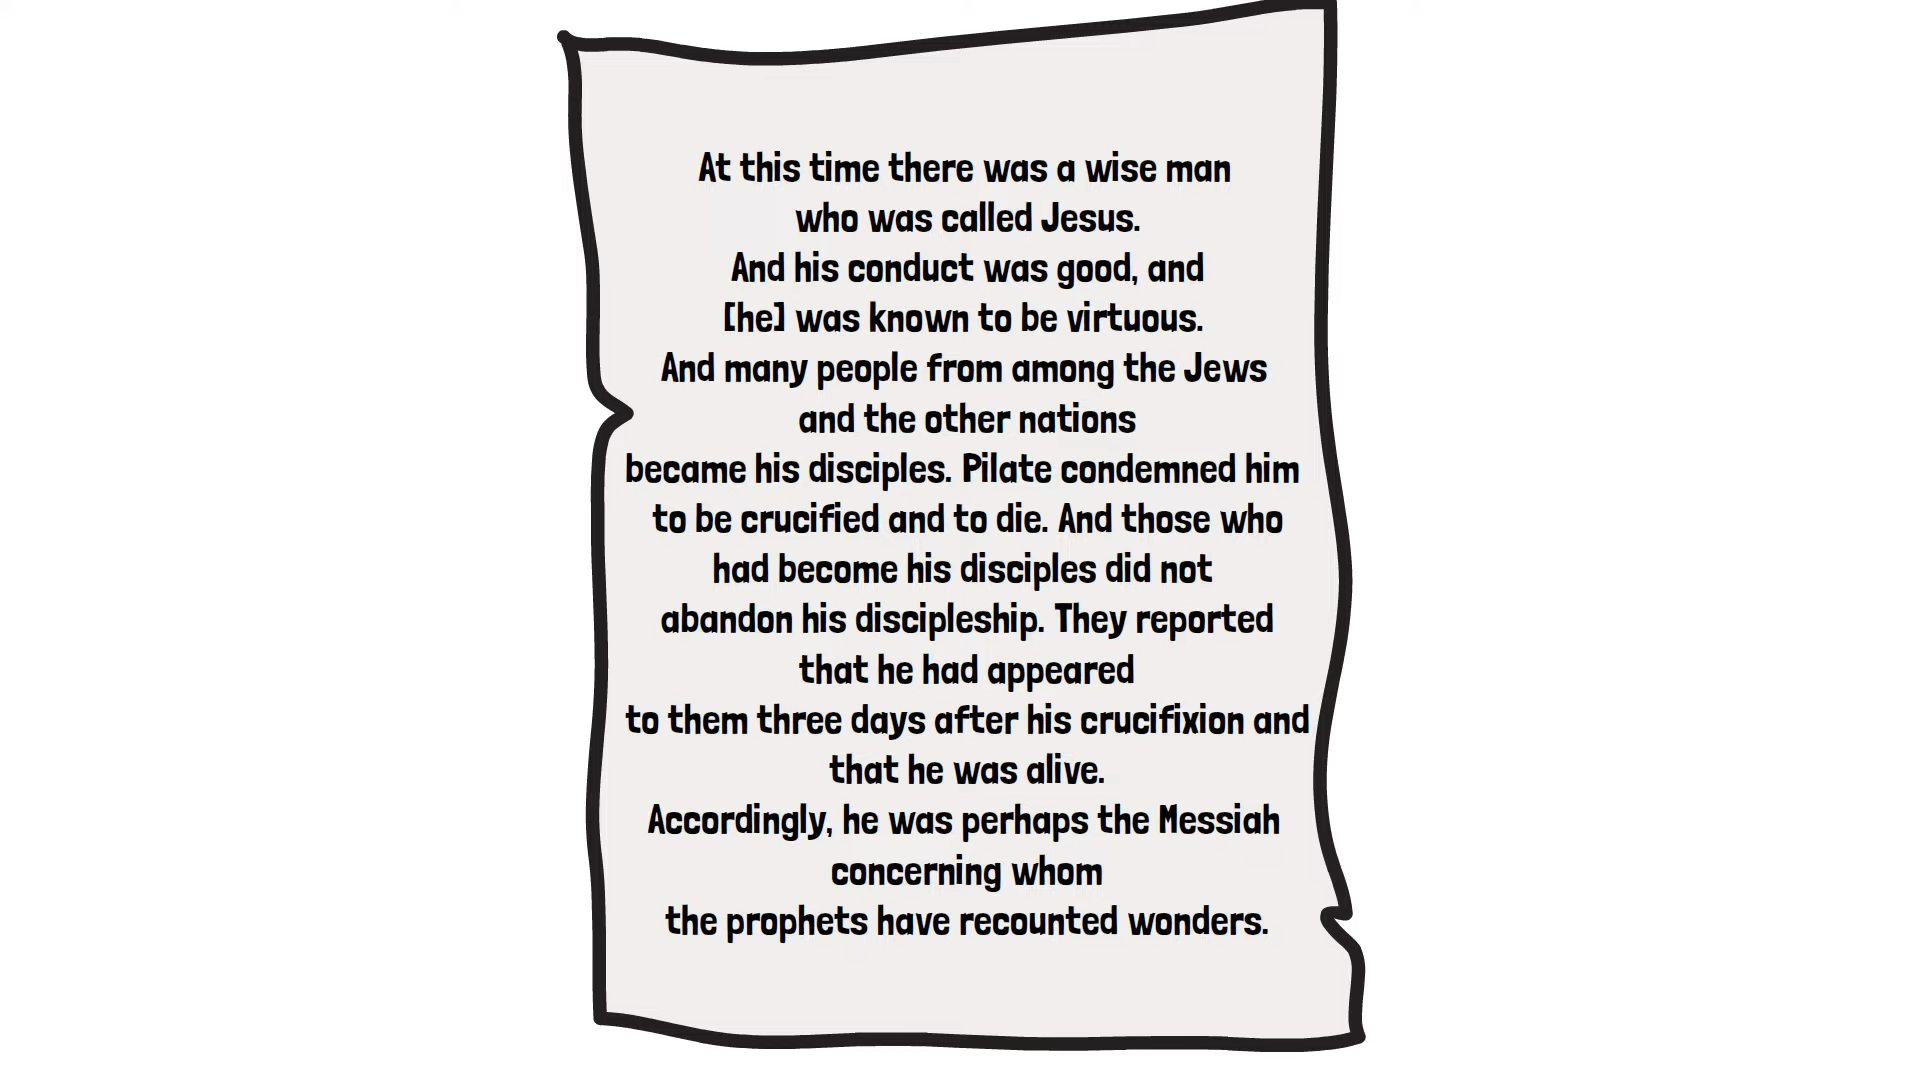 At this time there was a wise man
who was called Jesus.
And his conduct was good, and
[he] was known to be virtuous.
And many people from among the Jews
and the other nations
became his disciples. Pilate condemned him
to be crucified and to die. And those who
had become his disciples did not
abandon his discipleship. They reported
that he had appeared
to them three days after his crucifixion and
that he was alive.
Accordingly, he was perhaps the Messiah
concerning whom
the prophets have recounted wonders.